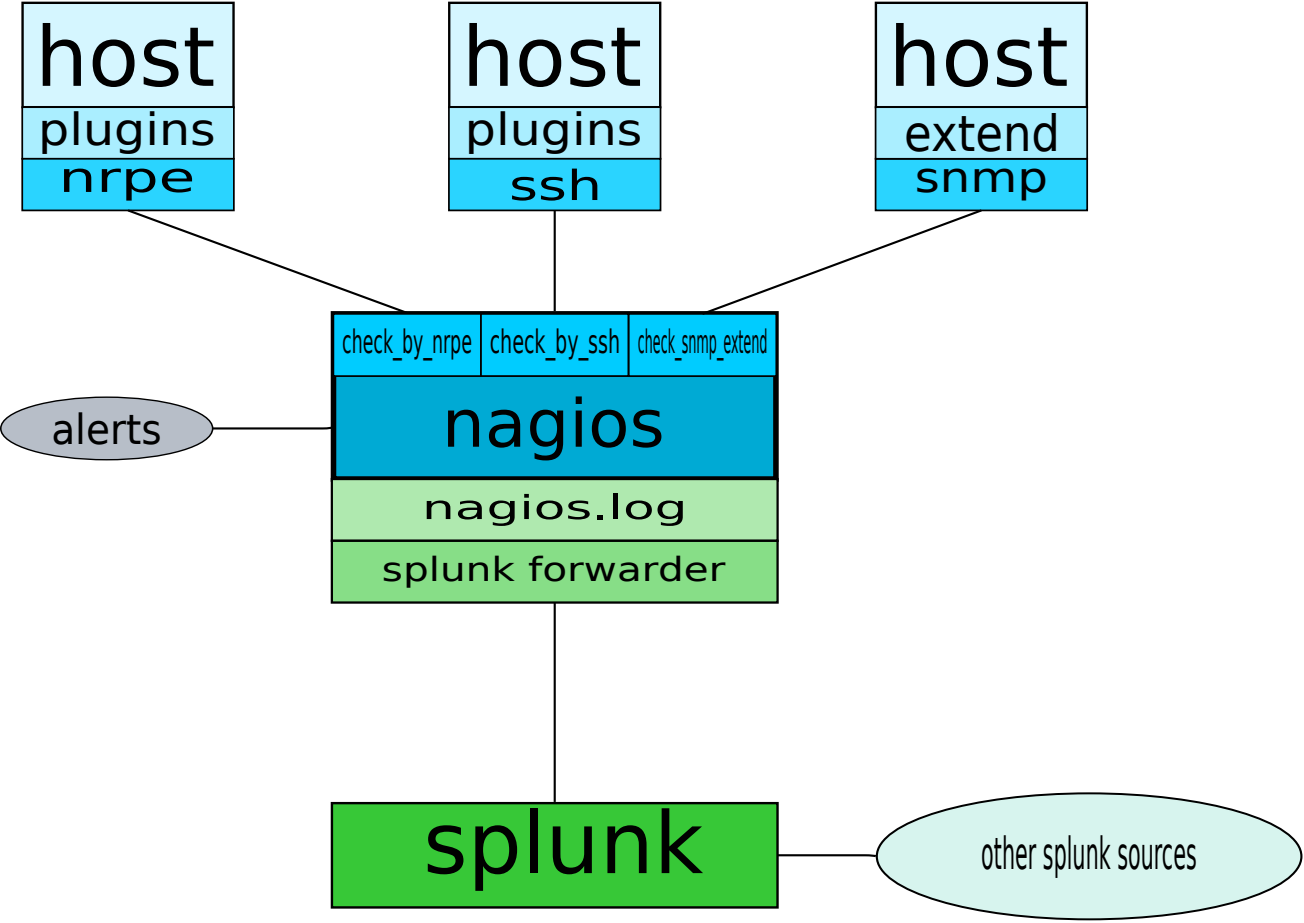 host
host
host
plugins
plugins
extend
nrpe
ssh
snmp
check_by_nrpe
check_by_ssh
check_snmp_extend
nagios
alerts
nagios.log
splunk forwarder
splunk
other splunk sources